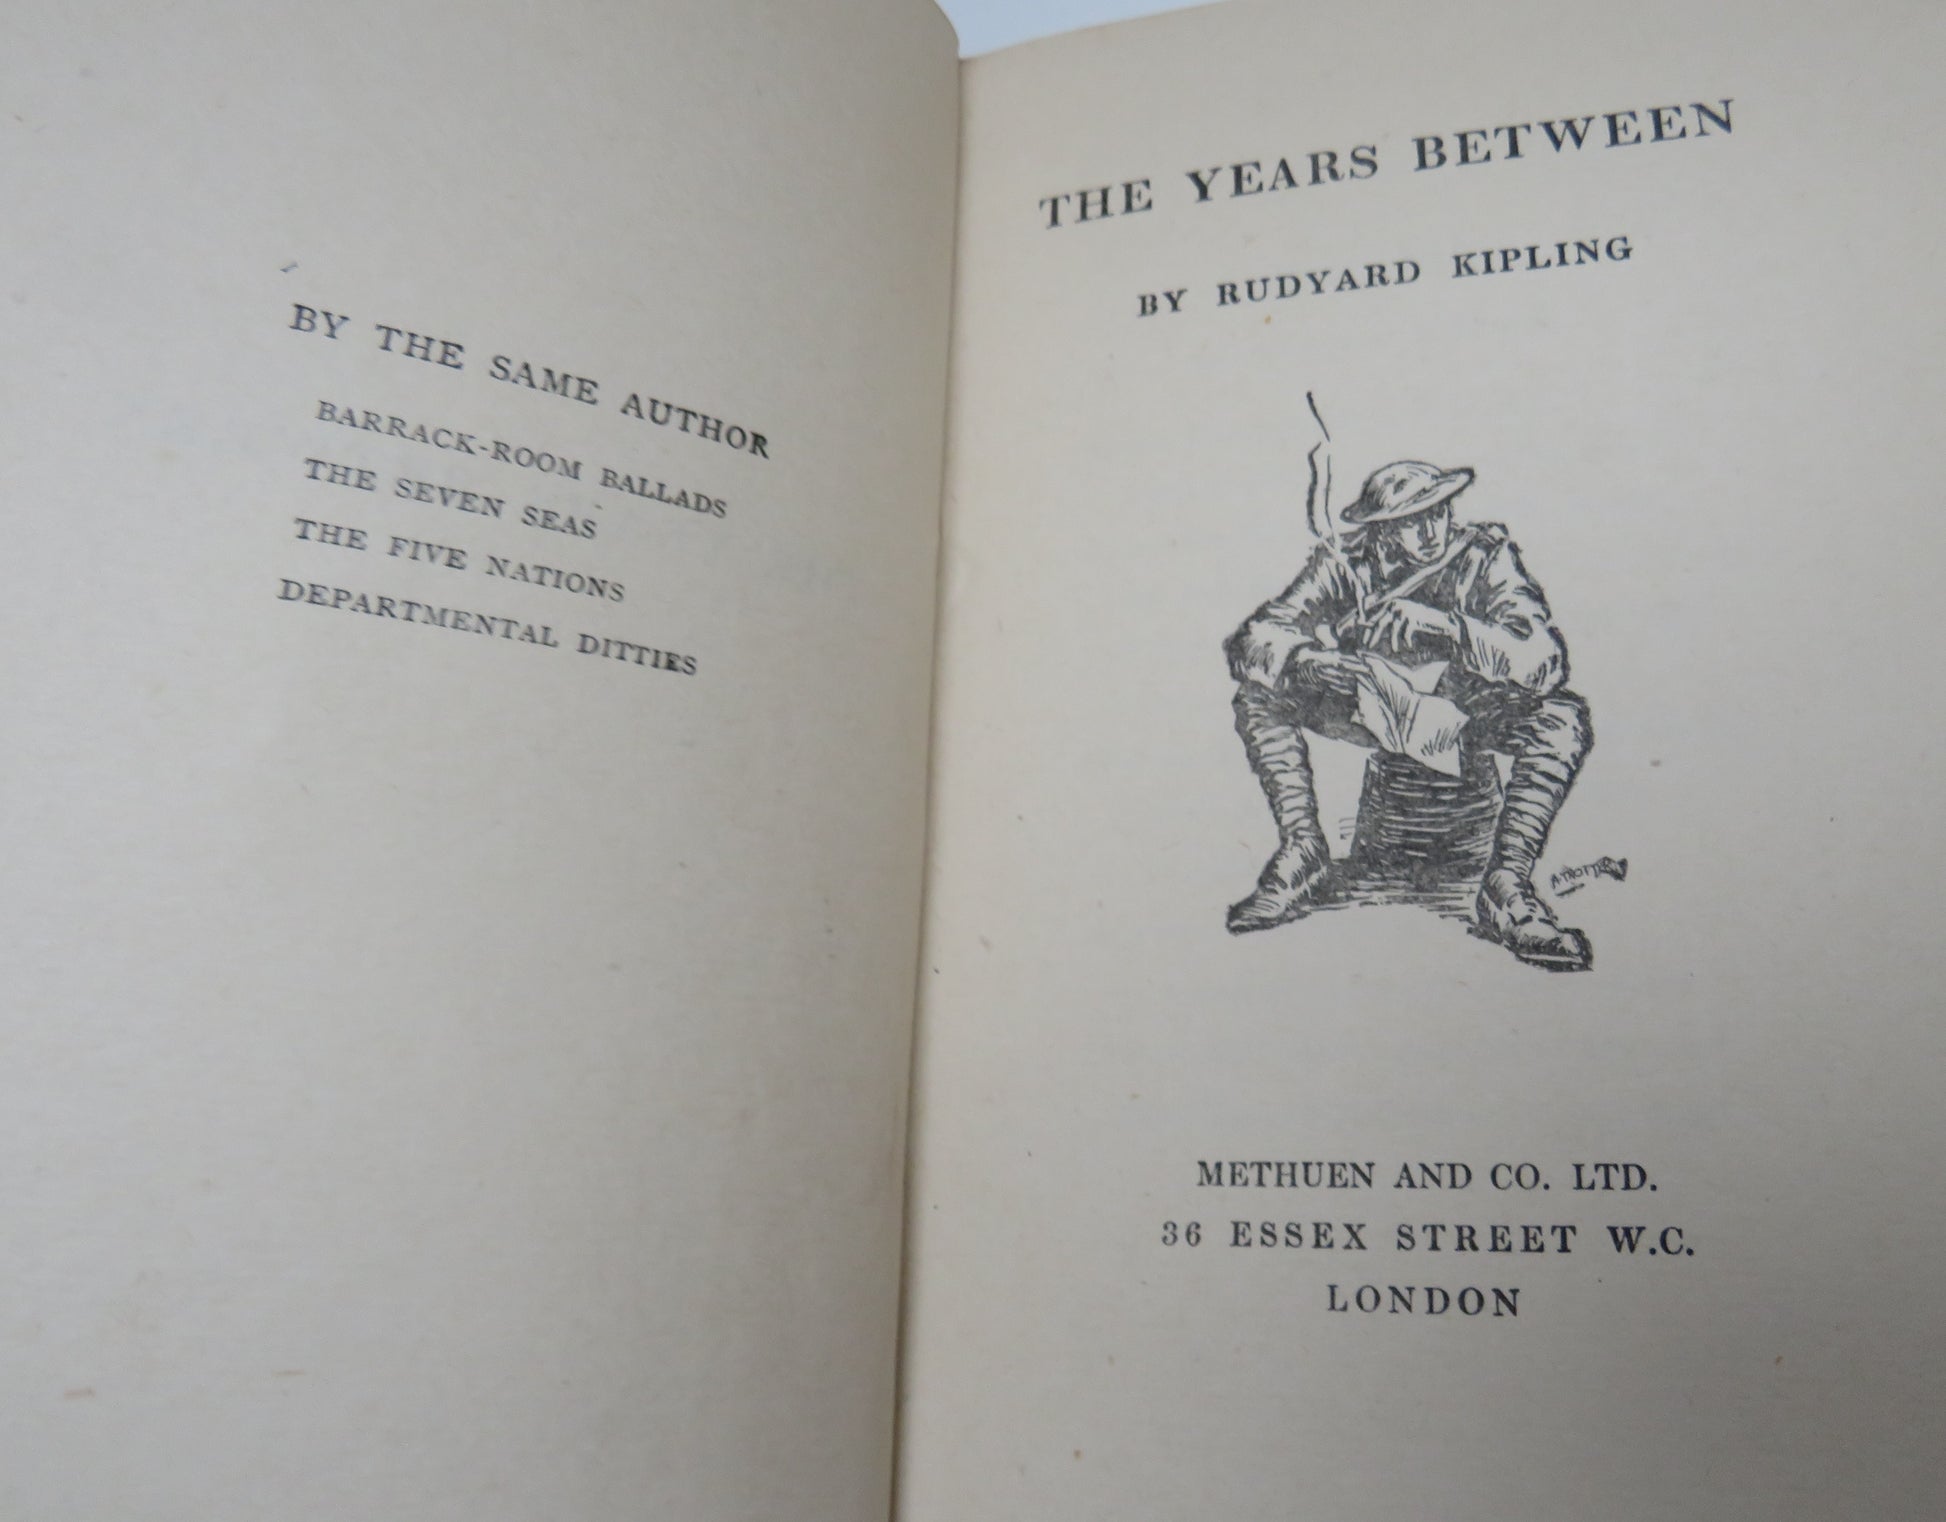 BY THE SAME AUTHOR
BARRACK-ROOM BALLADS
THE SEVEN SEAS
THE FIVE NATIONS
DEPARTMENTAL DITTIES
THE YEARS BETWEEN
BY RUDYARD KIPLING
METHUEN AND CO. LTD.
36 ESSEX STREET W.C.
LONDON